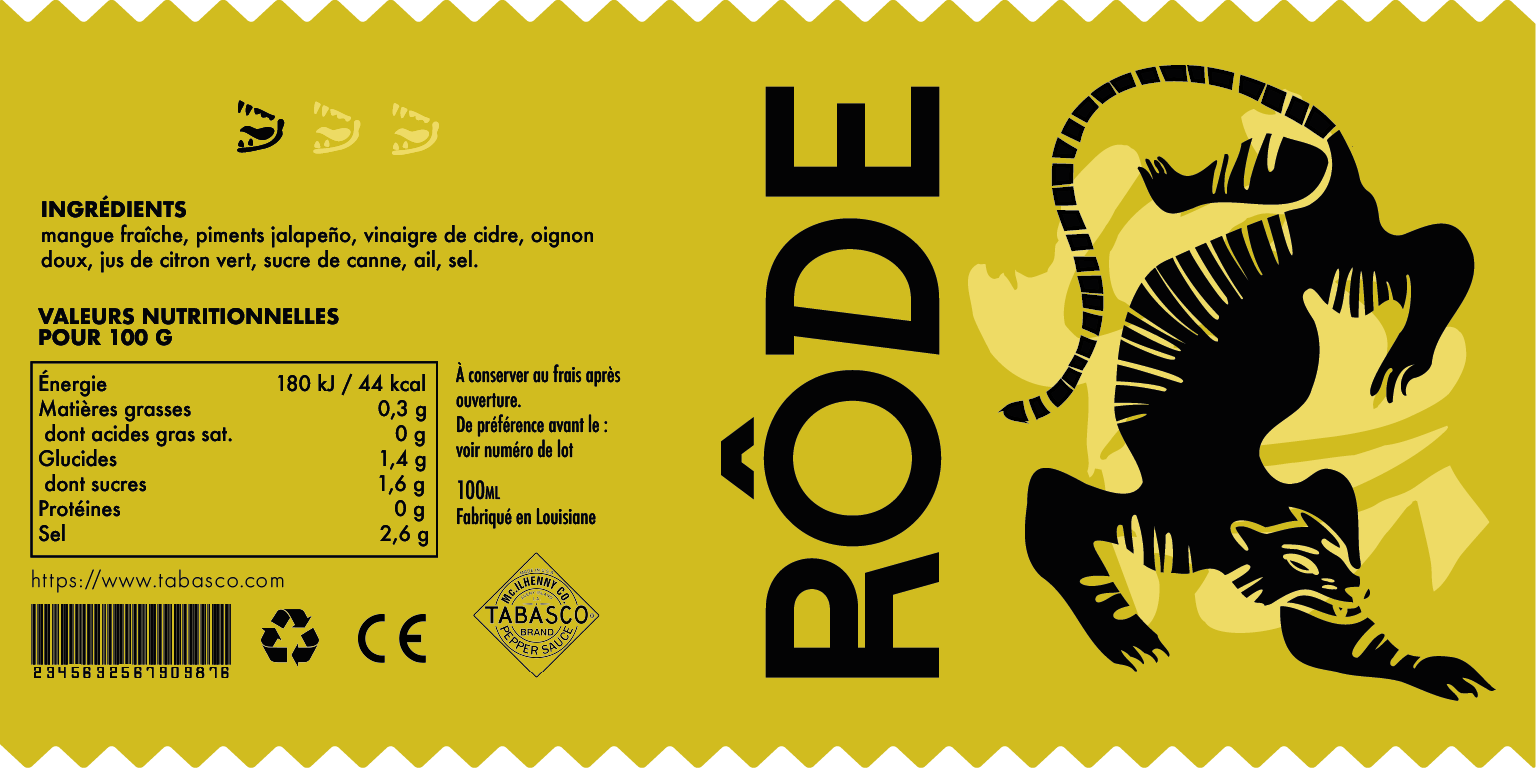 INGRÉDIENTS
mangue fraîche, piments jalapeño, vinaigre de cidre, oignon
doux, jus de citron vert, sucre de canne, ail, sel.
VALEURS NUTRITIONNELLES
POUR 100 G
Énergie 180 kJ / 44 kcal
Matières grasses 0,3 g
dont acides gras sat. 0 g
Glucides 1,4 g
dont sucres 1,6 g
Protéines 0 g
Sel 2,6 g
À conserver au frais après
ouverture.
De préférence avant le :
voir numéro de lot
100ML
Fabriqué en Louisiane
https://www.tabasco.com
2345632567909876
CE
McILHENNY CO.
TABASCO
BRAND
PEPPER SAUCE
RÔDE